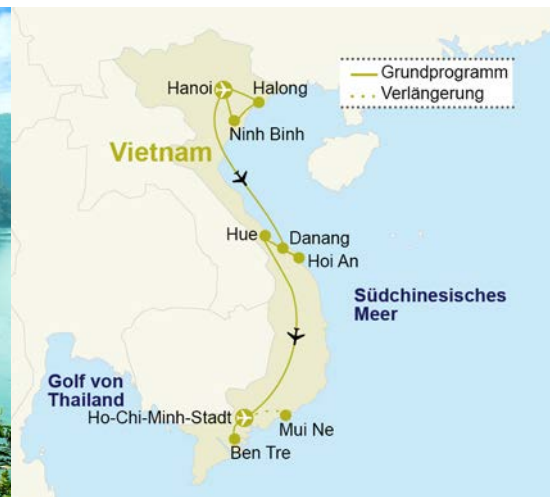 Grundprogramm
Verlängerung
Hanoi
Halong
Ninh Binh
Vietnam
Hue
Danang
Hoi An
Südchinesisches
Meer
Golf von
Thailand
Ho-Chi-Minh-Stadt
Mui Ne
Ben Tre